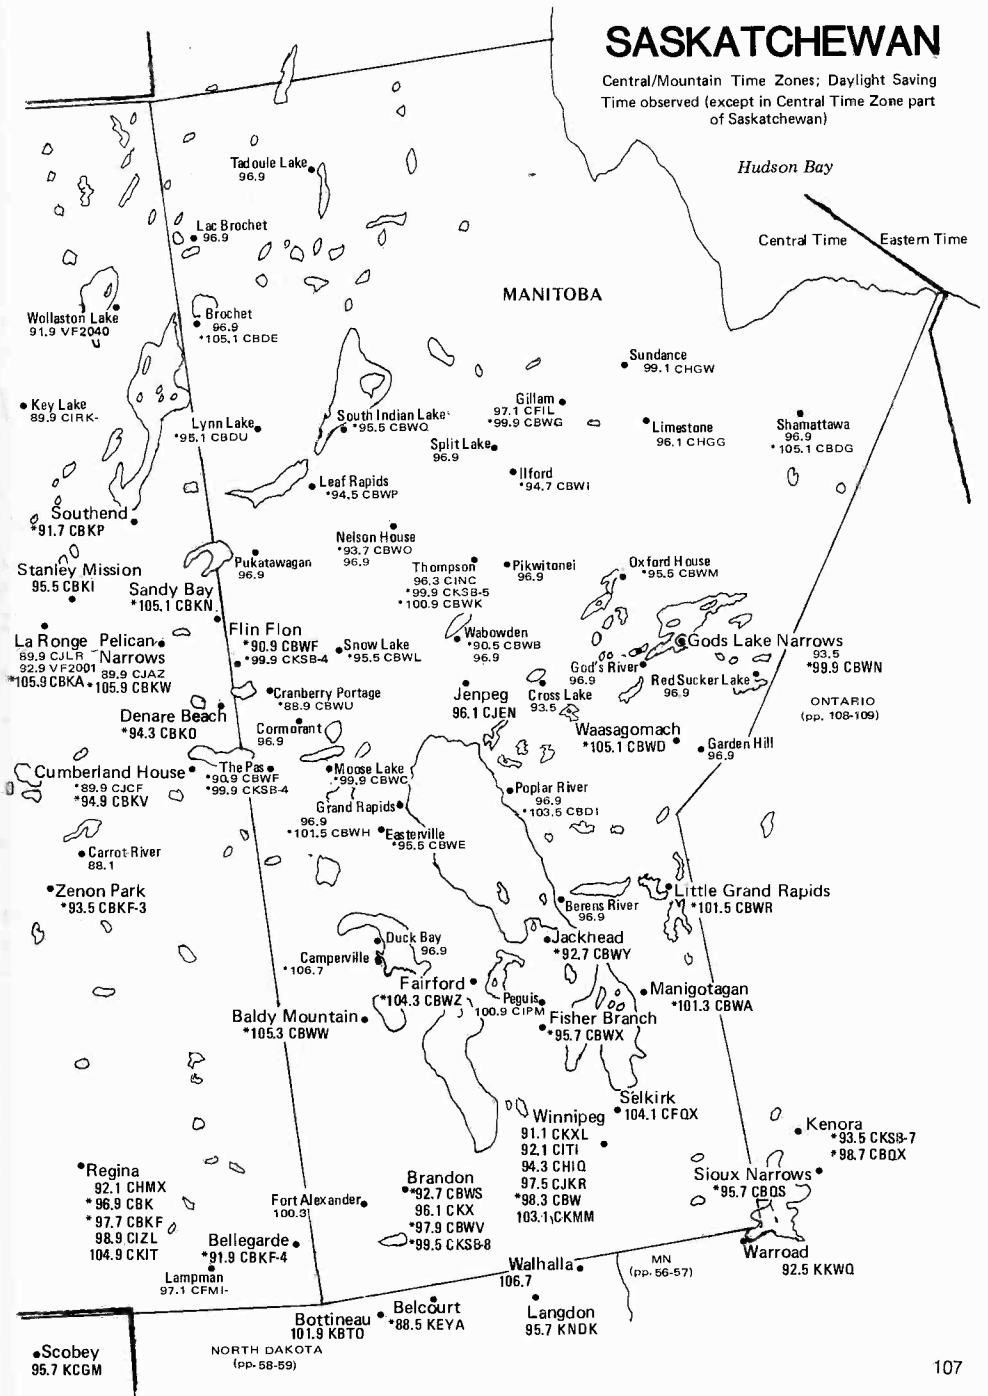 SASKATCHEWAN
Central/Mountain Time Zones; Daylight Saving
Time observed (except in Central Time Zone part
of Saskatchewan)
Hudson Bay
Central Time
Eastern Time
MANITOBA
Tadoule Lake
96.9
Lac Brochet
96.9
Wollaston Lake
91.9 VF2040
Brochet
96.9
*105.1 CBDE
Sundance
99.1 CHGW
Key Lake
89.9 CIRK-
Lynn Lake
*95.1 CBDU
South Indian Lake
*95.5 CBWQ
Gillam
97.1 CFIL
*99.9 CBWG
Limestone
96.1 CHGG
Shamattawa
96.9
*105.1 CBDG
Split Lake
96.9
Ilford
*94.7 CBWI
Leaf Rapids
*94.5 CBWP
Southend
*91.7 CBKP
Nelson House
*93.7 CBWO
96.9
Stanley Mission
95.5 CBKI
Pukatawagan
96.9
Thompson
96.3 CINC
*99.9 CKSB-5
*100.9 CBWK
Pikwitonei
96.9
Oxford House
*95.5 CBWM
Sandy Bay
*105.1 CBKN
La Ronge
89.9 CJLR
92.9 VF2001
*105.9 CBKA
Pelican
Narrows
89.9 CJAZ
*105.9 CBKW
Flin Flon
*90.9 CBWF
*99.9 CKSB-4
Snow Lake
*95.5 CBWL
Wabowden
*90.5 CBWB
96.9
Gods Lake Narrows
93.5
*99.9 CBWN
God's River
96.9
Red Sucker Lake
96.9
Cranberry Portage
*88.9 CBWU
Jenpeg
96.1 CJEN
Cross Lake
93.5
ONTARIO
(pp. 108-109)
Denare Beach
*94.3 CBKO
Cormorant
96.9
Waasagomach
*105.1 CBWD
Garden Hill
96.9
Cumberland House
*89.9 CJCF
*94.9 CBKV
The Pas
*90.9 CBWF
*99.9 CKSB-4
Moose Lake
*99.9 CBWC
Poplar River
96.9
*103.5 CBDI
Grand Rapids
96.9
*101.5 CBWH
Easterville
*95.5 CBWE
Carrot River
88.1
Zenon Park
*93.5 CBKF-3
Little Grand Rapids
*101.5 CBWR
Berens River
96.9
Duck Bay
96.9
Jackhead
*92.7 CBWY
Camperville
*106.7
Fairford
*104.3 CBWZ
Peguis
100.9 CIPM
Manigotagan
*101.3 CBWA
Baldy Mountain
*105.3 CBWW
Fisher Branch
*95.7 CBWX
Selkirk
104.1 CFQX
Winnipeg
91.1 CKXL
92.1 CITI
94.3 CHIQ
97.5 CJKR
*98.3 CBW
103.1 CKMM
Kenora
*93.5 CKSB-7
*98.7 CBQX
Regina
92.1 CHMX
*96.9 CBK
*97.7 CBKF
98.9 CIZL
104.9 CKIT
Brandon
*92.7 CBWS
96.1 CKX
*97.9 CBWV
*99.5 CKSB-8
Sioux Narrows
*95.7 CBQS
Fort Alexander
100.3
Bellegarde
*91.9 CBKF-4
Lampman
97.1 CFMI-
Walhalla
106.7
MN
(pp. 56-57)
Warroad
92.5 KKWQ
Bottineau
101.9 KBTO
Belcourt
*88.5 KEYA
Langdon
95.7 KNDK
NORTH DAKOTA
(pp. 58-59)
Scobey
95.7 KCGM
107